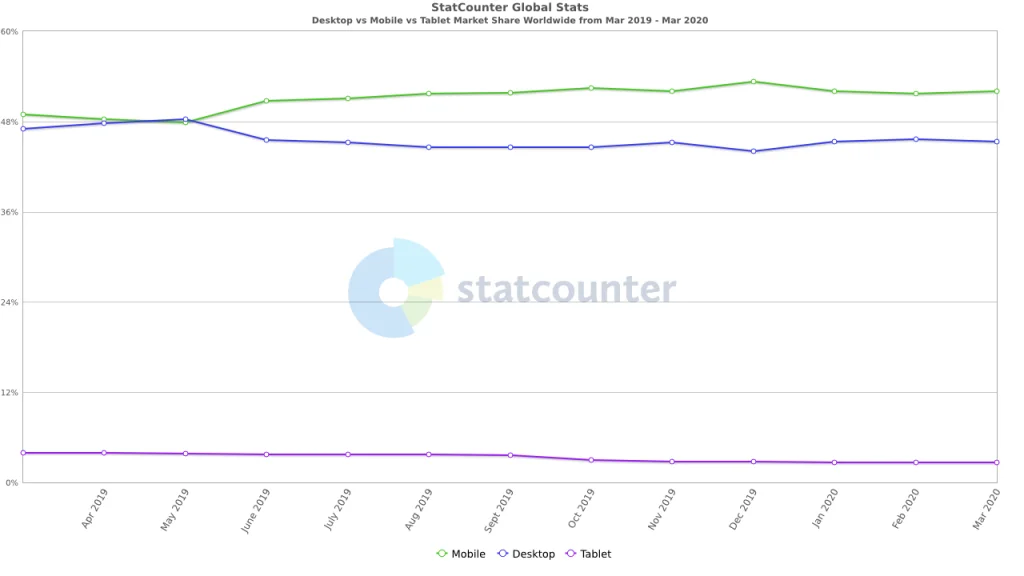 StatCounter Global Stats
Desktop vs Mobile vs Tablet Market Share Worldwide from Mar 2019 - Mar 2020
60%
48%
36%
statcounter
24%
12%
0%
Apr 2019 May 2019 June 2019 July 2019 Aug 2019 Sept 2019 Oct 2019 Nov 2019 Dec 2019 Jan 2020 Feb 2020 Mar 2020
Mobile Desktop Tablet